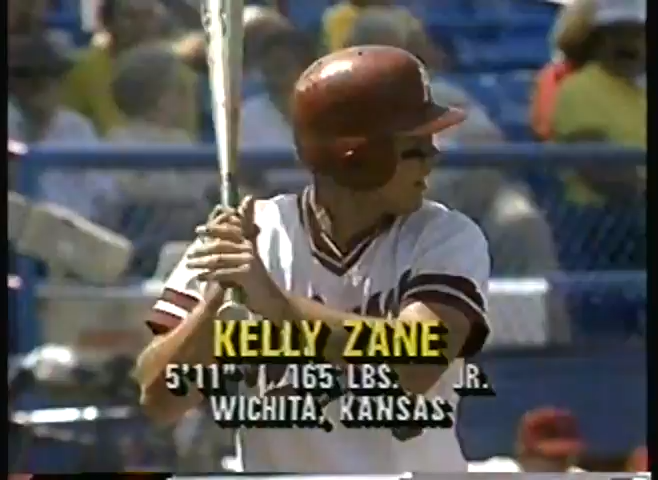 KELLY ZANE
5'11" 165 LBS. JR.
WICHITA, KANSAS